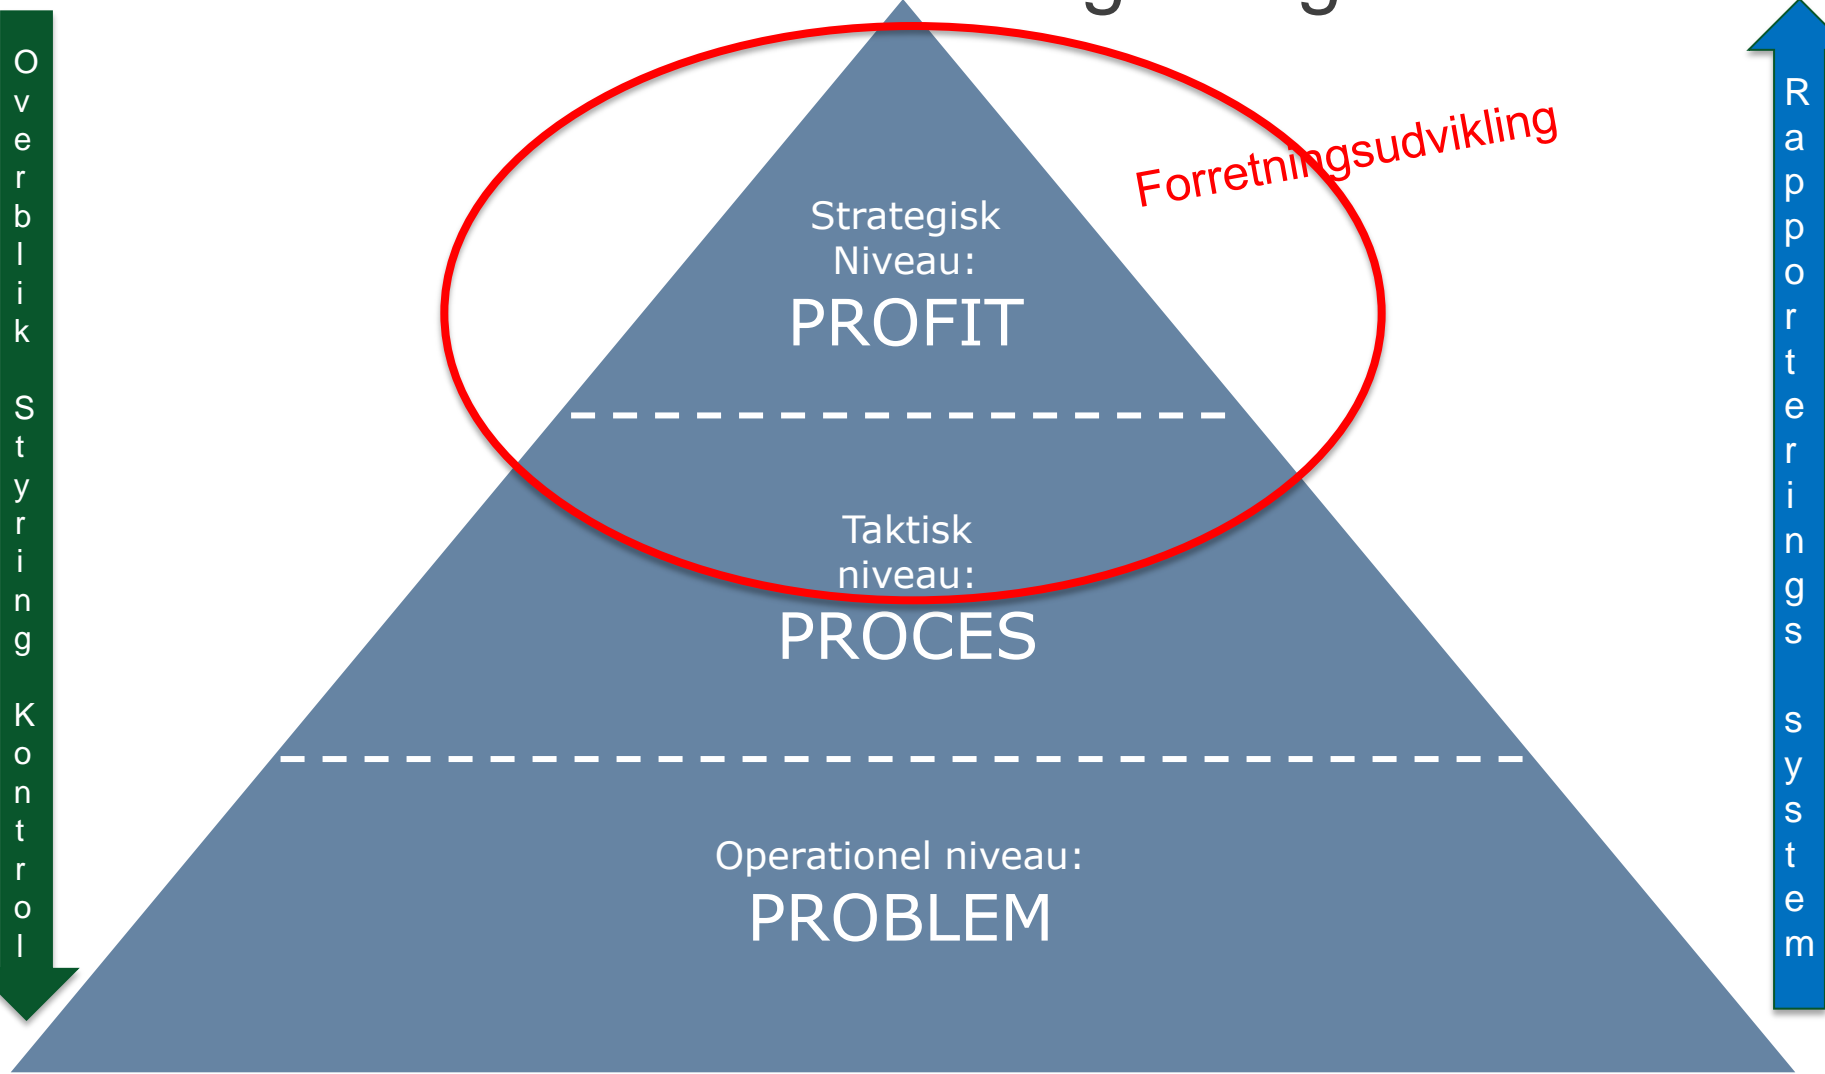 Overblik Styring Kontrol
Forretningsudvikling
Strategisk
Niveau:
PROFIT
Taktisk
niveau:
PROCES
Operationel niveau:
PROBLEM
Rapporterings system